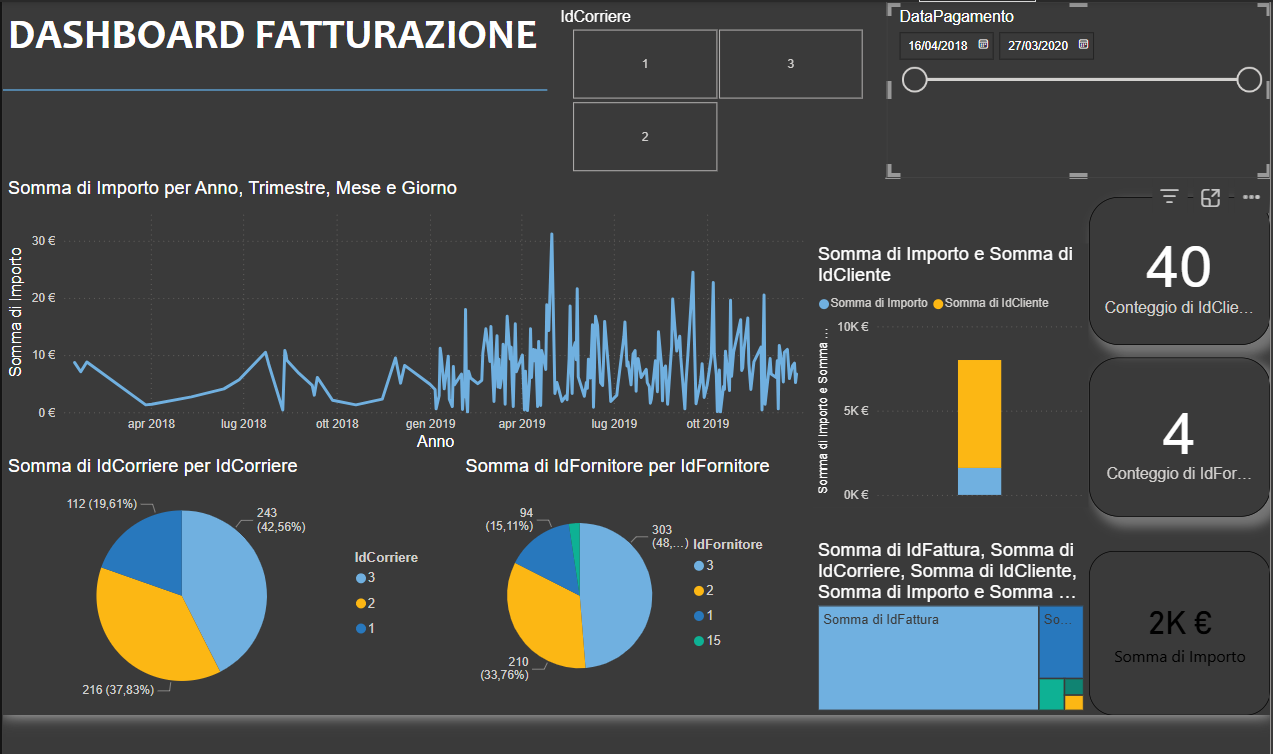 DASHBOARD FATTURAZIONE
IdCorriere
1
3
2
DataPagamento
16/04/2018
27/03/2020
Somma di Importo per Anno, Trimestre, Mese e Giorno
Somma di Importo
30 €
20 €
10 €
0 €
apr 2018
lug 2018
ott 2018
gen 2019
apr 2019
lug 2019
ott 2019
Anno
Somma di Importo e Somma di
IdCliente
Somma di Importo
Somma di IdCliente
Somma di Importo e Somma ...
10K €
5K €
0K €
40
Conteggio di IdClie...
4
Conteggio di IdFor...
Somma di IdCorriere per IdCorriere
112 (19,61%)
243
(42,56%)
216 (37,83%)
IdCorriere
3
2
1
Somma di IdFornitore per IdFornitore
94
(15,11%)
303
(48,...)
210
(33,76%)
IdFornitore
3
2
1
15
Somma di IdFattura, Somma di
IdCorriere, Somma di IdCliente,
Somma di Importo e Somma ...
Somma di IdFattura
So...
2K €
Somma di Importo